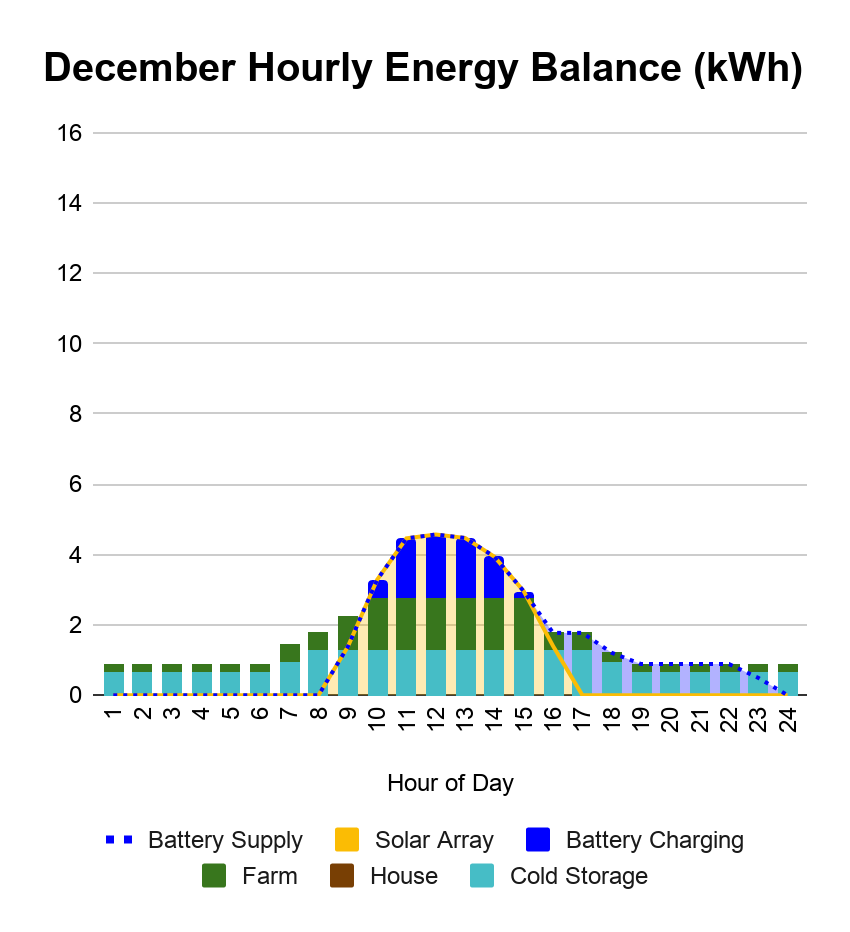 December Hourly Energy Balance (kWh)
16
14
12
10
8
6
4
2
0
1 2 3 4 5 6 7 8 9 10 11 12 13 14 15 16 17 18 19 20 21 22 23 24
Hour of Day
Battery Supply Solar Array Battery Charging
Farm House Cold Storage